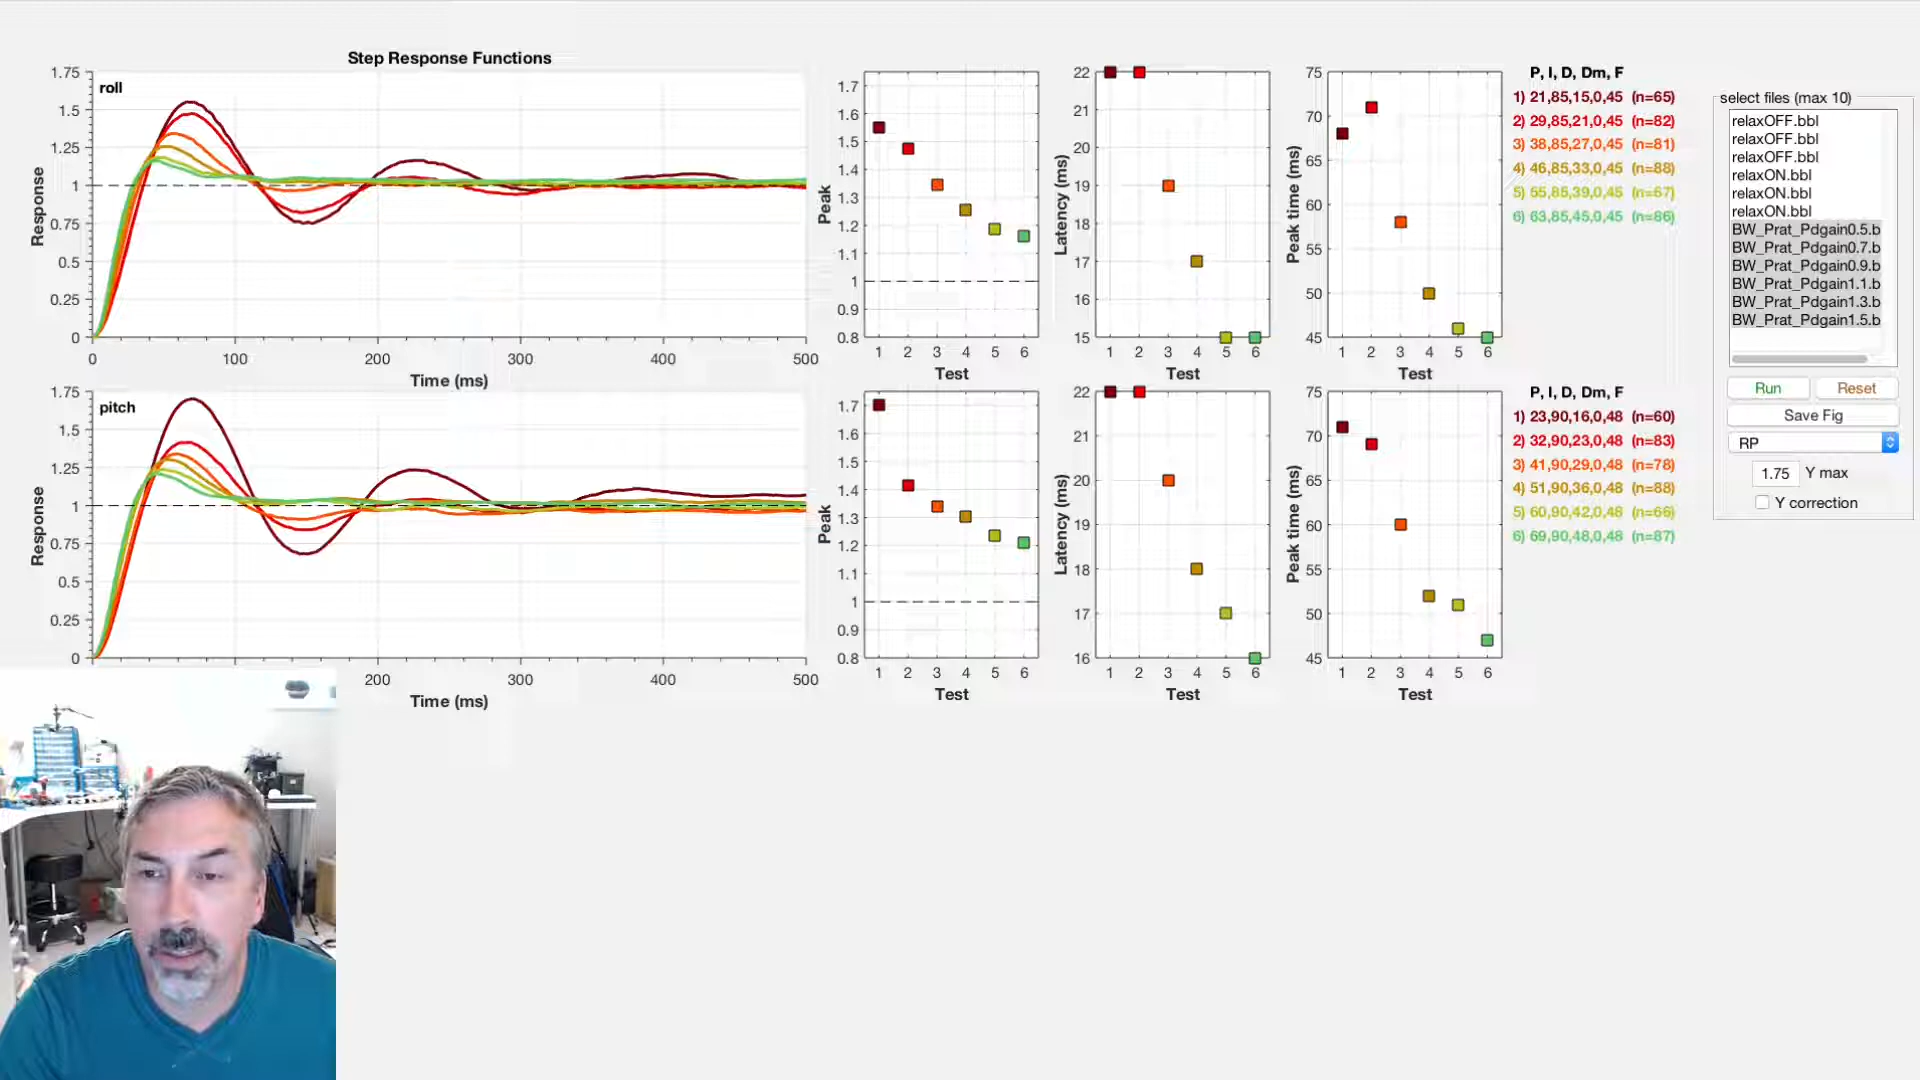 Step Response Functions
roll
1.75
1.5
1.25
1
0.75
0.5
0.25
0
Response
0 100 200 300 400 500
Time (ms)
1.7
1.6
1.5
1.4
1.3
1.2
1.1
1
0.9
0.8
Peak
1 2 3 4 5 6
Test
22
21
20
19
18
17
16
15
Latency (ms)
1 2 3 4 5 6
Test
75
70
65
60
55
50
45
Peak time (ms)
1 2 3 4 5 6
Test
P, I, D, Dm, F
1) 21,85,15,0,45 (n=65)
2) 29,85,21,0,45 (n=82)
3) 38,85,27,0,45 (n=81)
4) 46,85,33,0,45 (n=88)
5) 55,85,39,0,45 (n=67)
6) 63,85,45,0,45 (n=86)
pitch
1.75
1.5
1.25
1
0.75
0.5
0.25
0
Response
200 300 400 500
Time (ms)
1.7
1.6
1.5
1.4
1.3
1.2
1.1
1
0.9
0.8
Peak
1 2 3 4 5 6
Test
22
21
20
19
18
17
16
Latency (ms)
1 2 3 4 5 6
Test
75
70
65
60
55
50
45
Peak time (ms)
1 2 3 4 5 6
Test
P, I, D, Dm, F
1) 23,90,16,0,48 (n=60)
2) 32,90,23,0,48 (n=83)
3) 41,90,29,0,48 (n=78)
4) 51,90,36,0,48 (n=88)
5) 60,90,42,0,48 (n=66)
6) 69,90,48,0,48 (n=87)
select files (max 10)
relaxOFF.bbl
relaxOFF.bbl
relaxOFF.bbl
relaxON.bbl
relaxON.bbl
relaxON.bbl
BW_Prat_Pdgain0.5.b
BW_Prat_Pdgain0.7.b
BW_Prat_Pdgain0.9.b
BW_Prat_Pdgain1.1.b
BW_Prat_Pdgain1.3.b
BW_Prat_Pdgain1.5.b
Run Reset
Save Fig
RP
1.75 Y max
Y correction